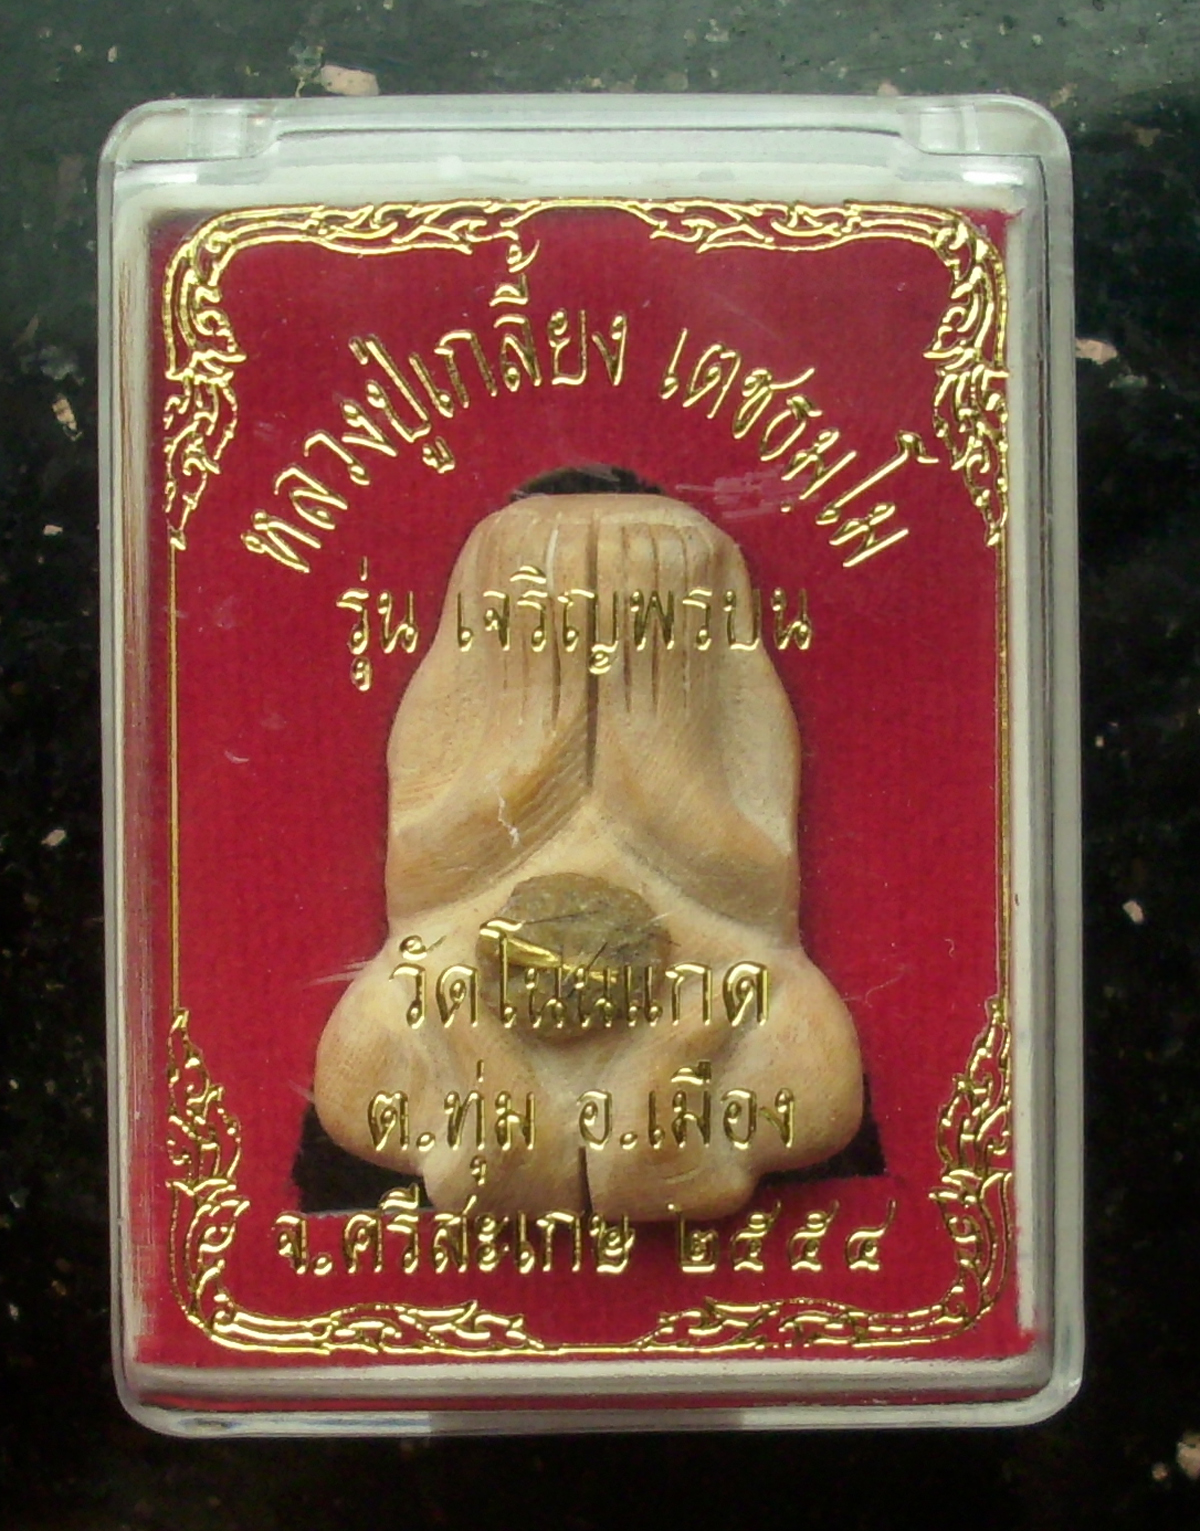 หลวงปู่เกลี้ยง เตชธมฺโม
รุ่น เจริญพรบน
วัดโนนแกด
ต.ทุ่ม อ.เมือง
จ.ศรีสะเกษ ๒๕๕๔